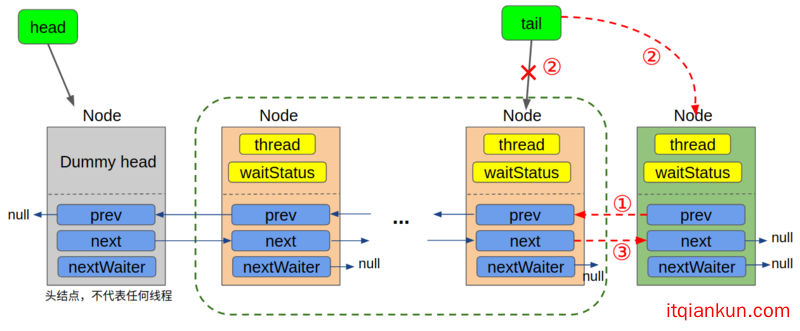 head
tail
②
②
Node
Node
Node
Node
Dummy head
thread
thread
thread
waitStatus
waitStatus
waitStatus
null
prev
prev
...
prev
①
prev
next
next
next
③
next
null
nextWaiter
nextWaiter
null
nextWaiter
null
nextWaiter
null
头结点，不代表任何线程
itqiankun.com